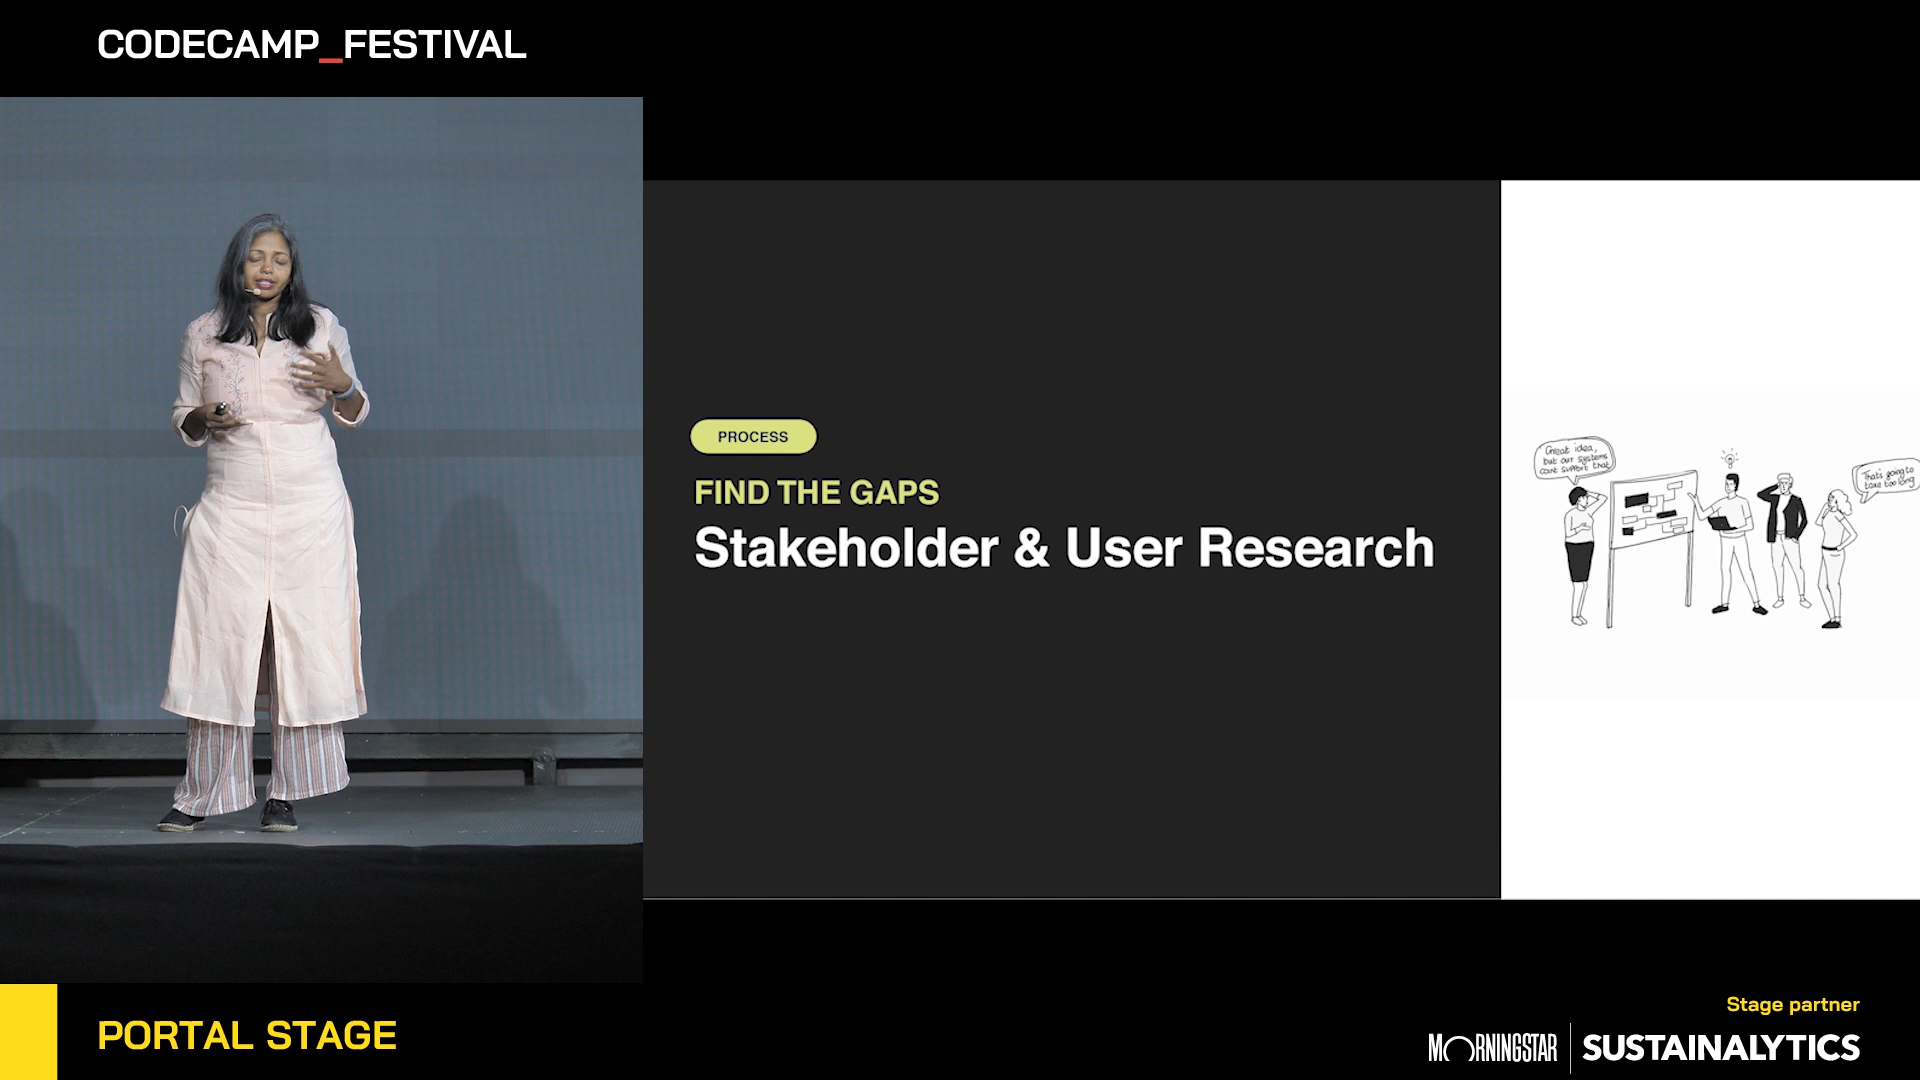 CODECAMP_FESTIVAL
PROCESS
FIND THE GAPS
Stakeholder & User Research
Great idea,
but our systems
cant support that
That's going to
take too long
PORTAL STAGE
Stage partner
MORNINGSTAR | SUSTAINALYTICS